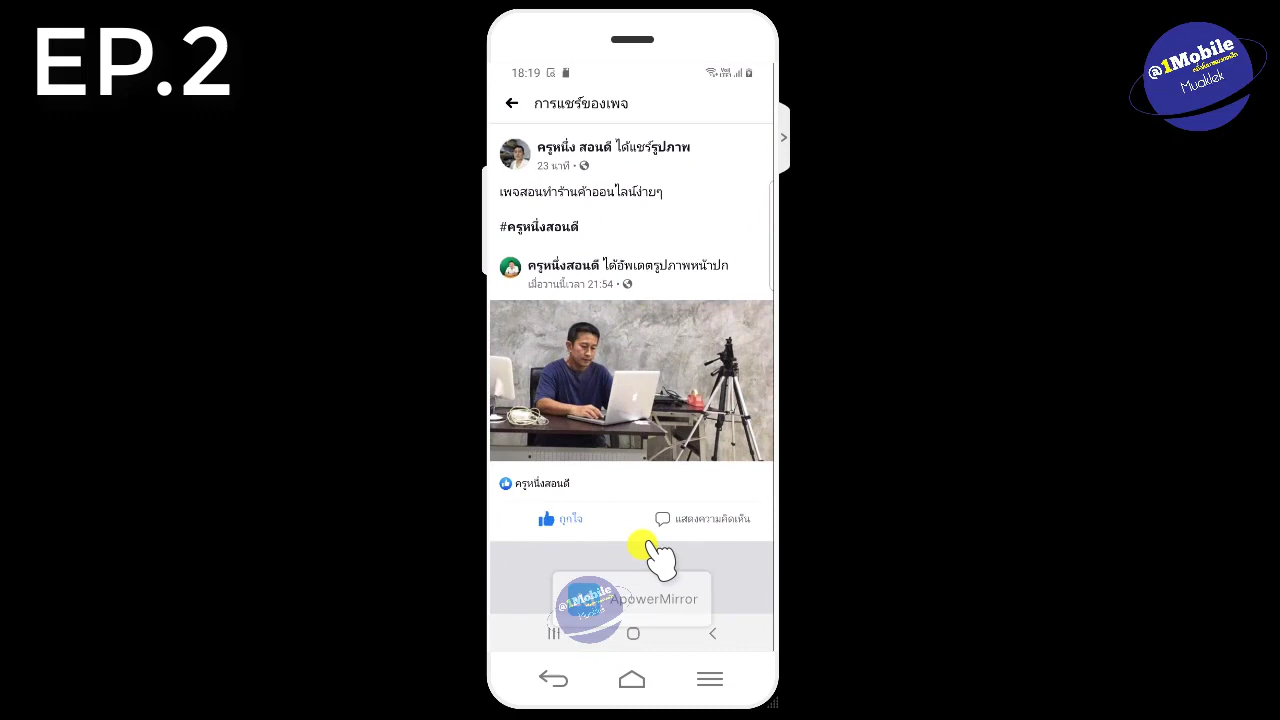 EP.2
@1Mobile
Muaklek
18:19
การแชร์ของเพจ
ครูหนึ่ง สอนดี ได้แชร์รูปภาพ
23 นาที
เพจสอนทำร้านค้าออนไลน์ง่ายๆ
#ครูหนึ่งสอนดี
ครูหนึ่งสอนดี ได้อัพเดตรูปภาพหน้าปก
เมื่อวานนี้เวลา 21:54
ครูหนึ่งสอนดี
ถูกใจ
แสดงความคิดเห็น
@1Mobile
ApowerMirror